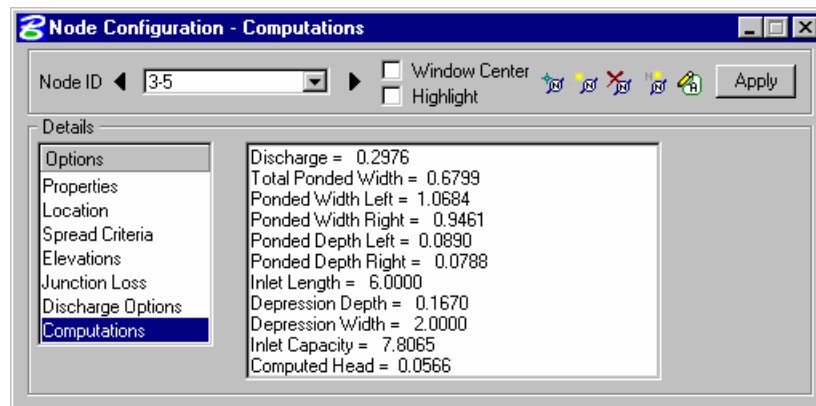 Node Configuration - Computations
Node ID 3-5 Window Center Apply
Highlight
Details
Options
Properties
Location
Spread Criteria
Elevations
Junction Loss
Discharge Options
Computations
Discharge = 0.2976
Total Ponded Width = 0.6799
Ponded Width Left = 1.0684
Ponded Width Right = 0.9461
Ponded Depth Left = 0.0890
Ponded Depth Right = 0.0788
Inlet Length = 6.0000
Depression Depth = 0.1670
Depression Width = 2.0000
Inlet Capacity = 7.8065
Computed Head = 0.0566